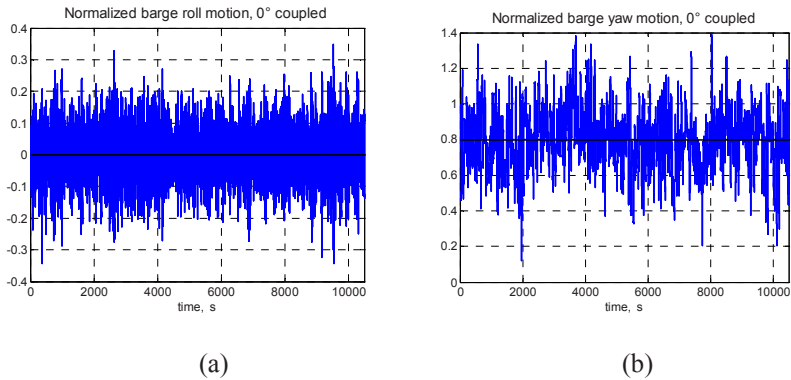 Normalized barge roll motion, 0° coupled
0.4
0.3
0.2
0.1
0
-0.1
-0.2
-0.3
-0.4
0 2000 4000 6000 8000 10000
time, s
(a)
Normalized barge yaw motion, 0° coupled
1.4
1.2
1
0.8
0.6
0.4
0.2
0
0 2000 4000 6000 8000 10000
time, s
(b)